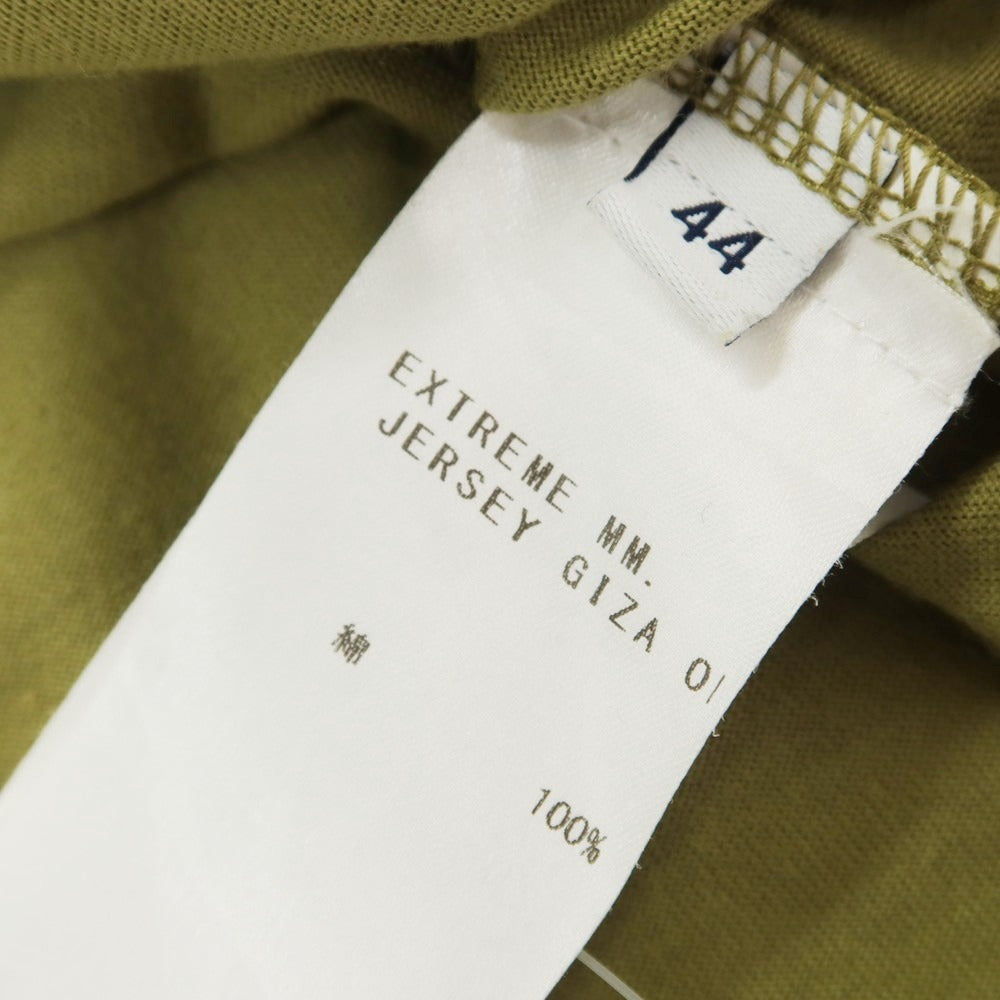 44
EXTREME MM.
JERSEY GIZA
綿 100%